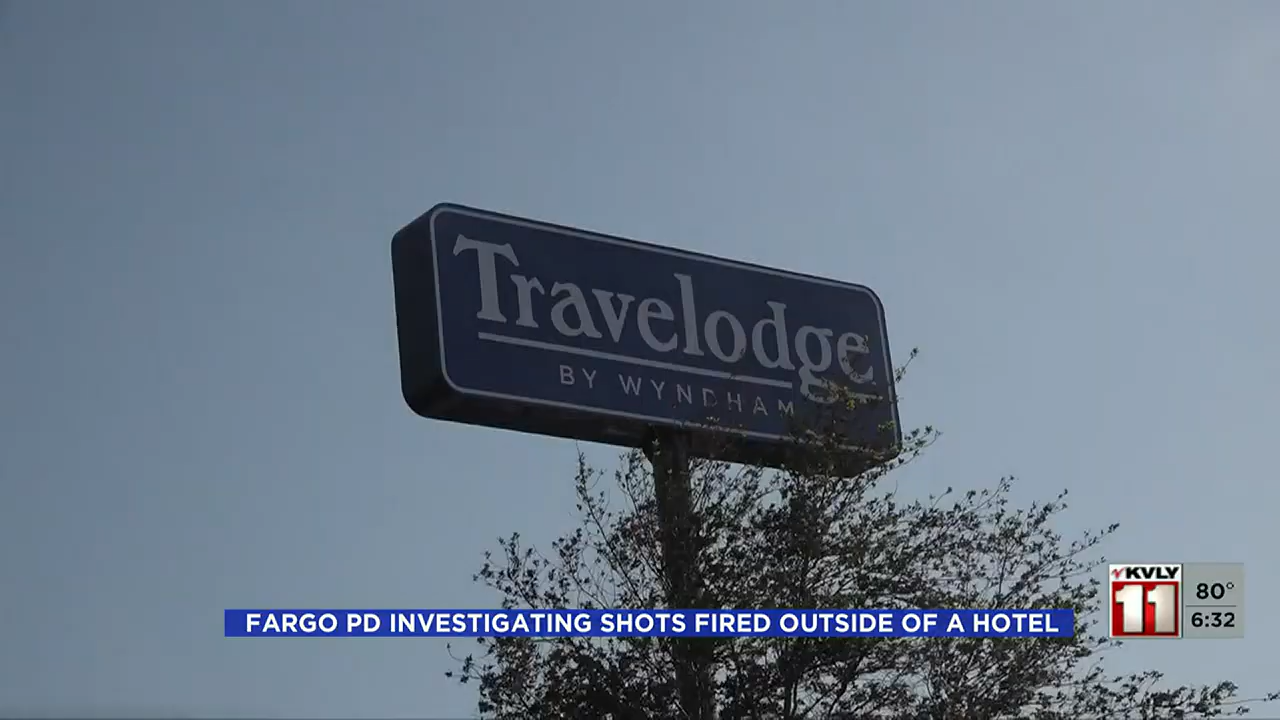 Travelodge
BY WYNDHAM
FARGO PD INVESTIGATING SHOTS FIRED OUTSIDE OF A HOTEL
KVLY
11
80°
6:32